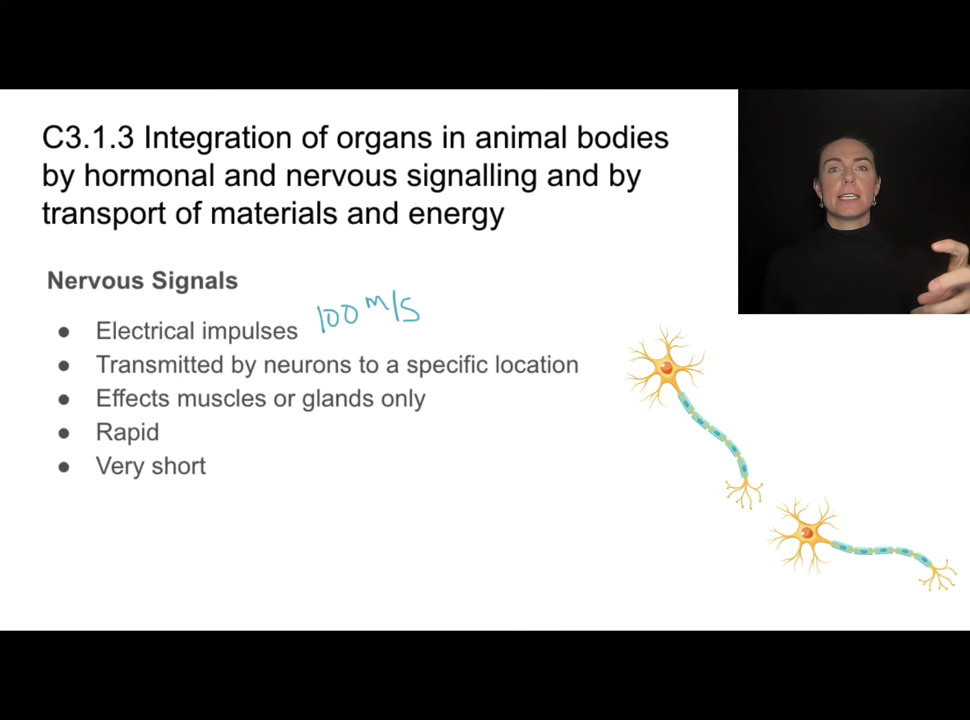 C3.1.3 Integration of organs in animal bodies
by hormonal and nervous signalling and by
transport of materials and energy
Nervous Signals
● Electrical impulses 100 m/s
● Transmitted by neurons to a specific location
● Effects muscles or glands only
● Rapid
● Very short